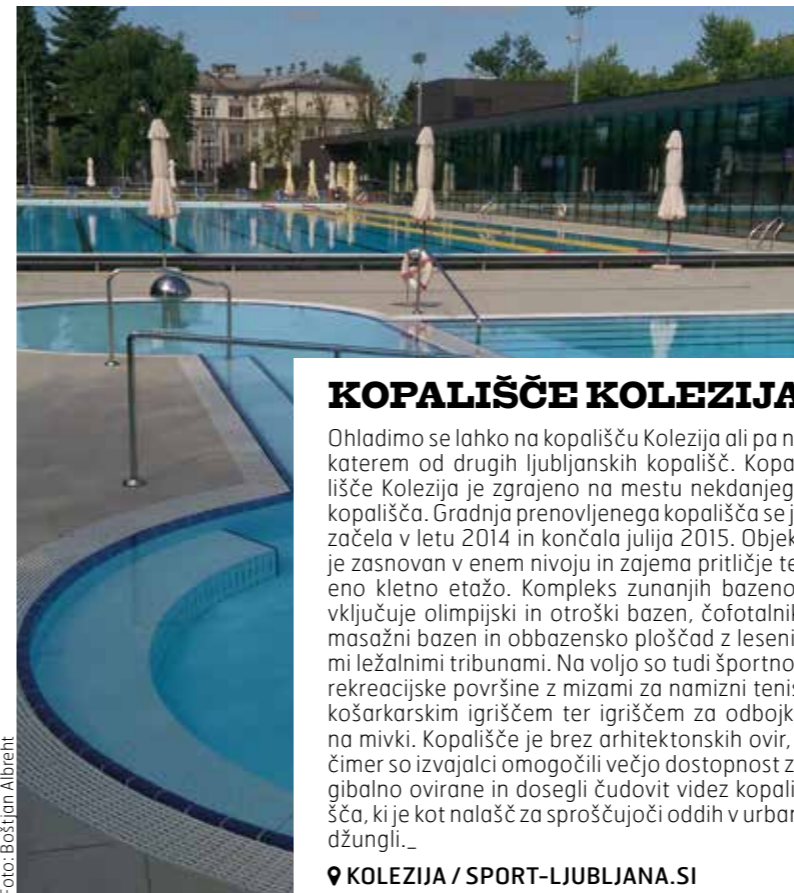 KOPALIŠČE KOLEZIJA
Ohladimo se lahko na kopališču Kolezija ali pa n
katerem od drugih ljubljanskih kopališč. Kopa
lišče Kolezija je zgrajeno na mestu nekdanjeg
kopališča. Gradnja prenovljenega kopališča se j
začela v letu 2014 in končala julija 2015. Objek
je zasnovan v enem nivoju in zajema pritličje te
eno kletno etažo. Kompleks zunanjih bazeno
vključuje olimpijski in otroški bazen, čofotalnik
masažni bazen in obbazensko ploščad z leseni
mi ležalnimi tribunami. Na voljo so tudi športno
rekreacijske površine z mizami za namizni tenis
košarkarskim igriščem ter igriščem za odbojk
na mivki. Kopališče je brez arhitektonskih ovir,
čimer so izvajalci omogočili večjo dostopnost z
gibalno ovirane in dosegli čudovit videz kopali
šča, ki je kot nalašč za sproščujoči oddih v urban
džungli._
KOLEZIJA / SPORT-LJUBLJANA.SI
Foto: Boštjan Albreht